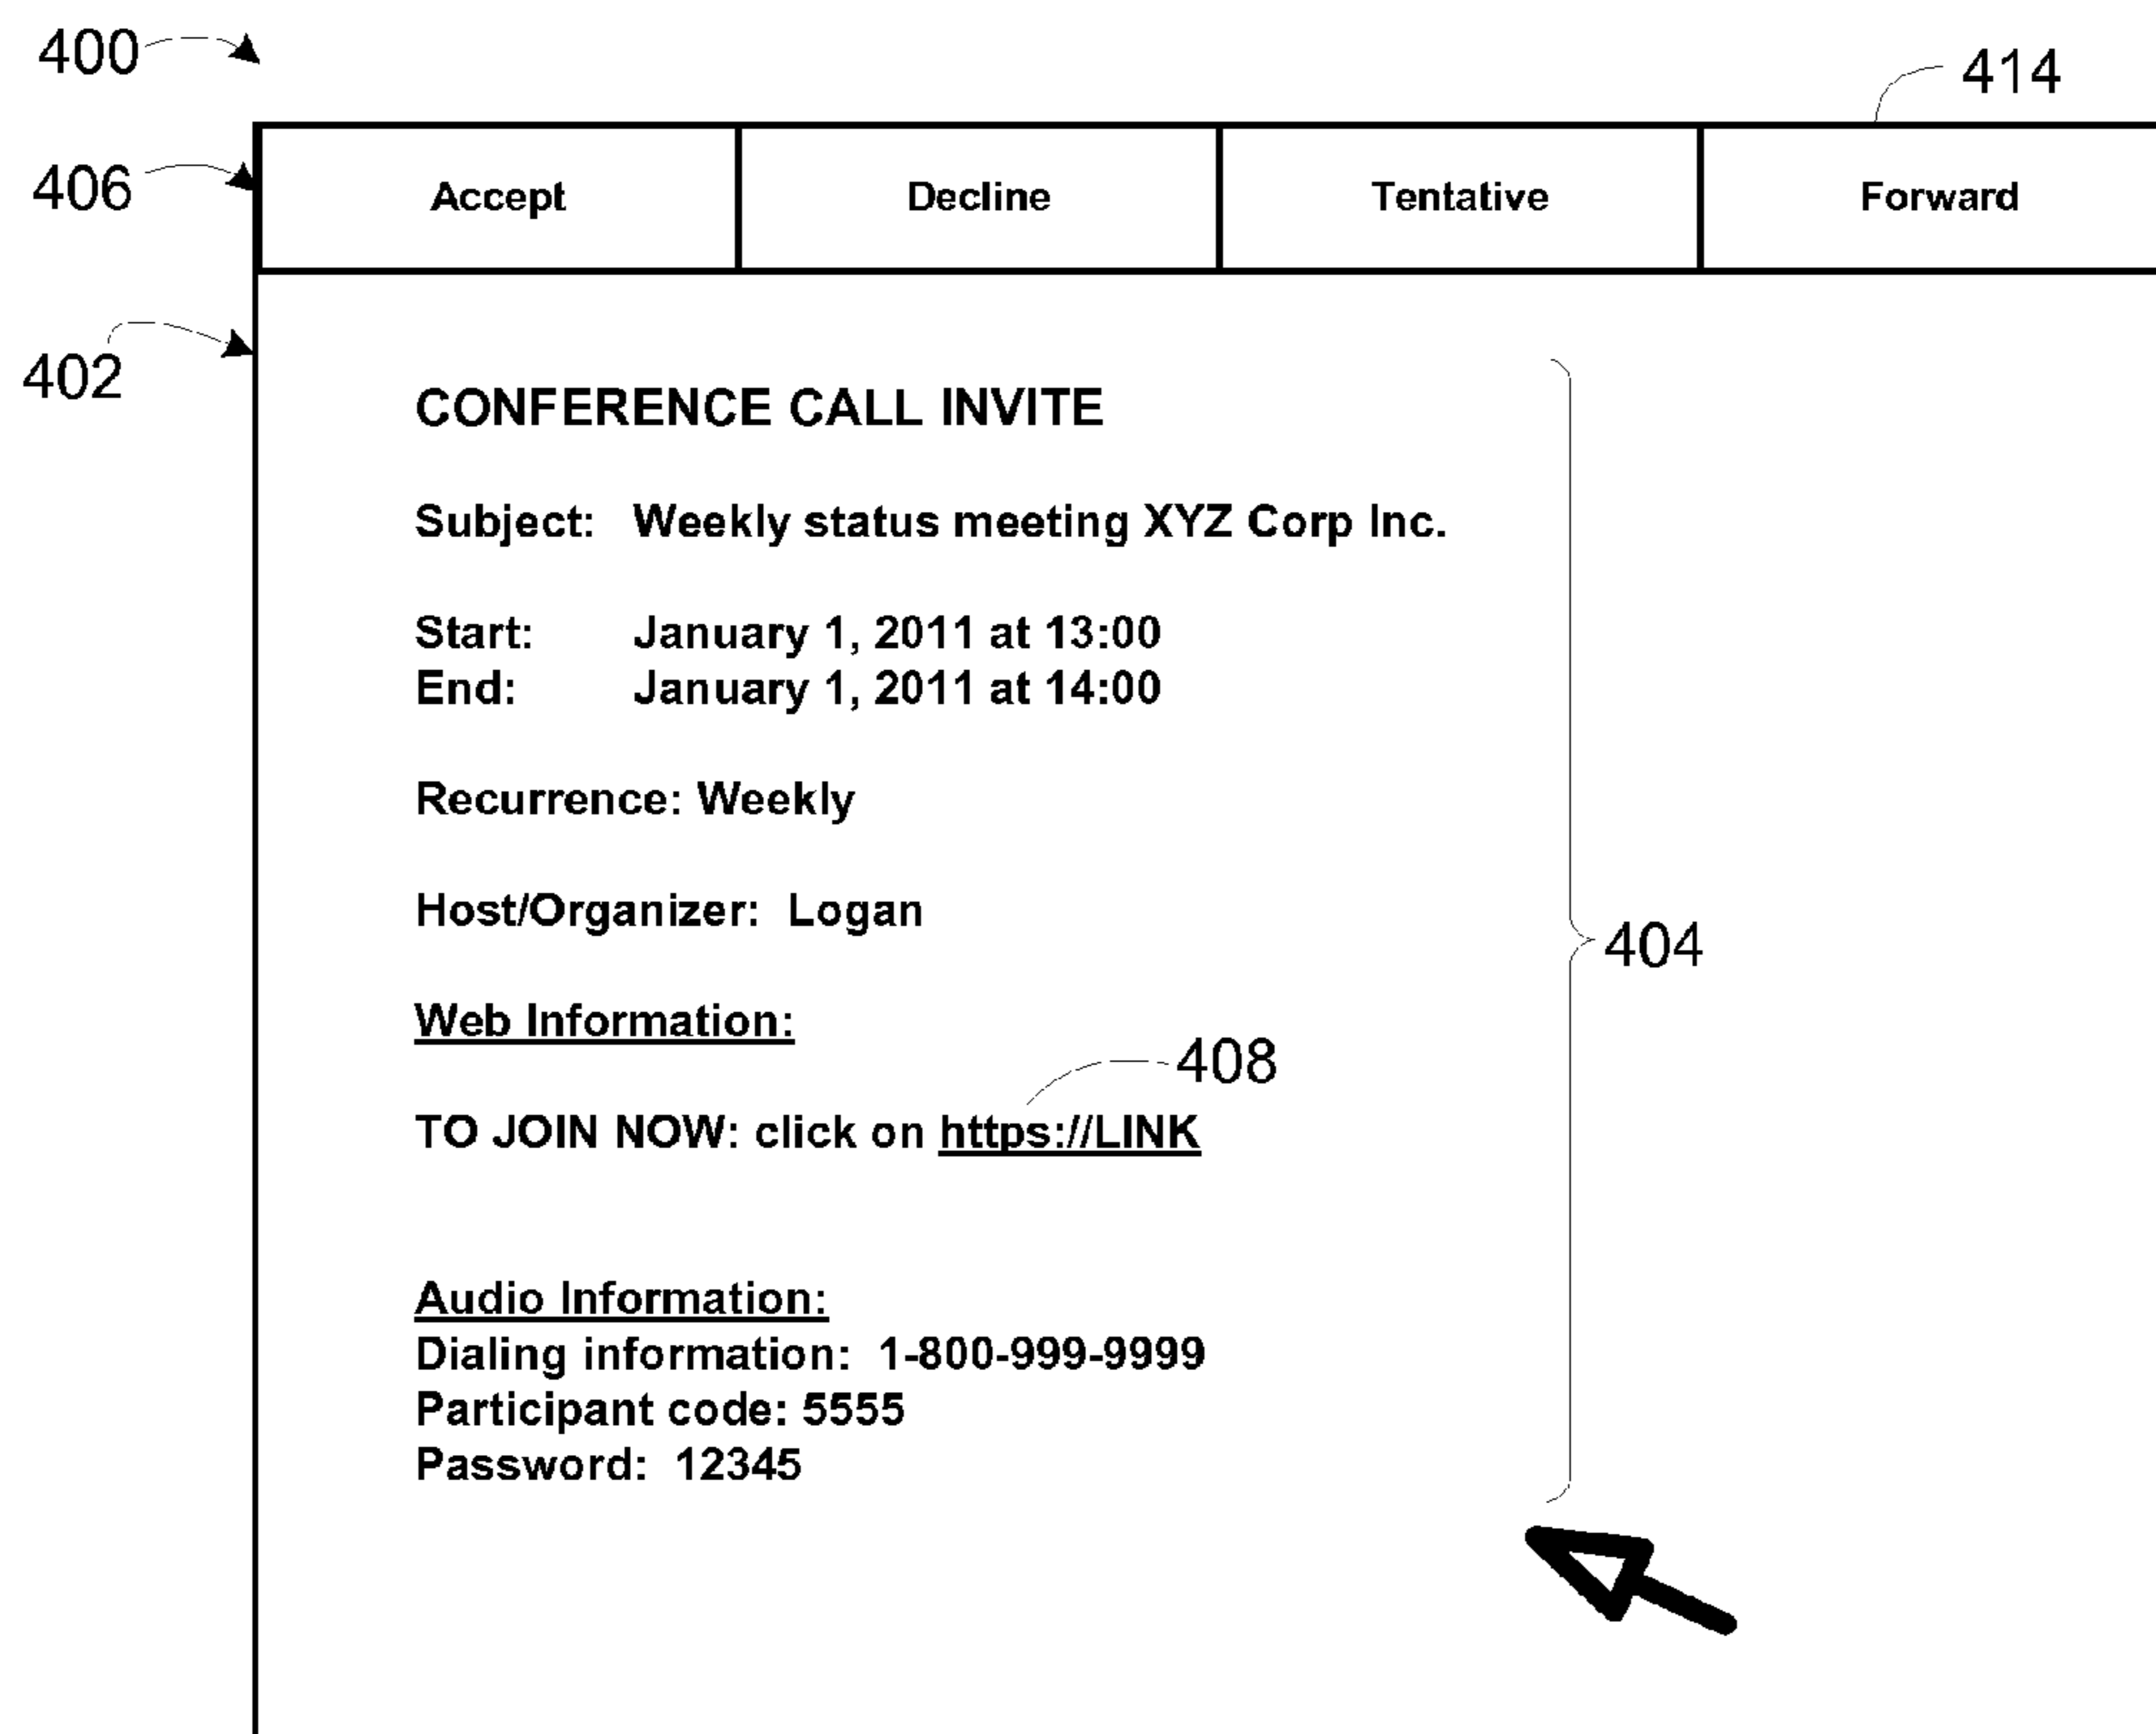 400
414
406
Accept Decline Tentative Forward
402
CONFERENCE CALL INVITE
Subject: Weekly status meeting XYZ Corp Inc.
Start: January 1, 2011 at 13:00
End: January 1, 2011 at 14:00
Recurrence: Weekly
Host/Organizer: Logan
404
Web Information:
408
TO JOIN NOW: click on https://LINK
Audio Information:
Dialing information: 1-800-999-9999
Participant code: 5555
Password: 12345